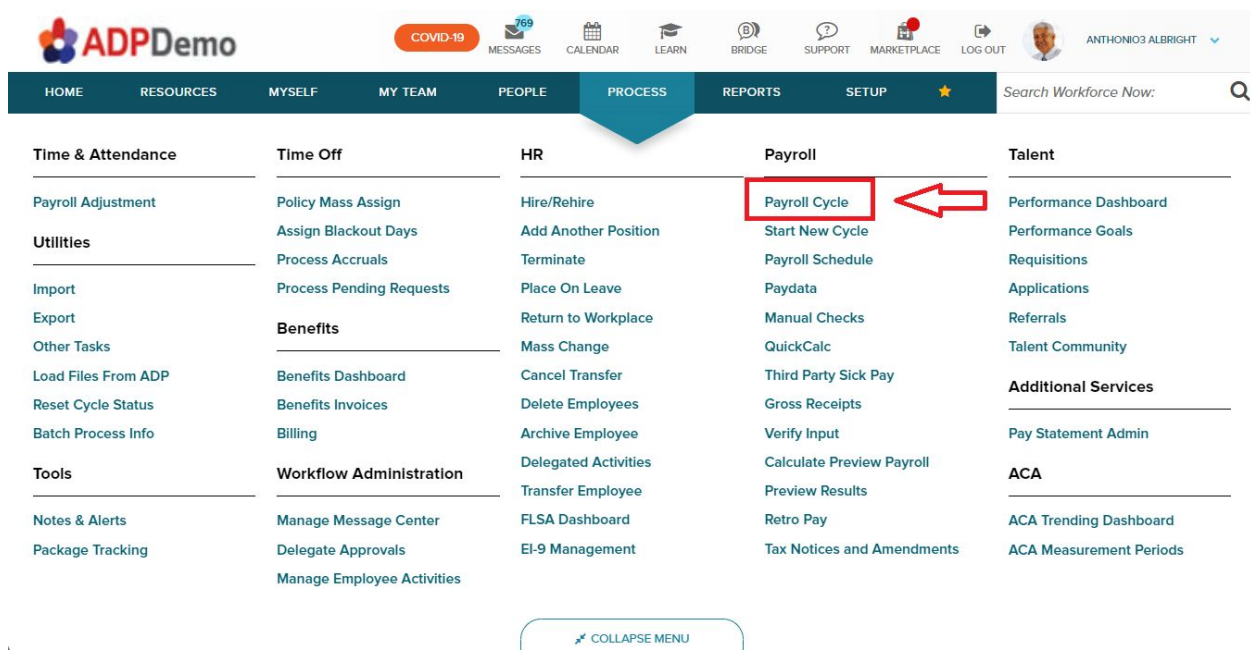 ADPDemo
COVID-19
769
MESSAGES
CALENDAR
LEARN
B
BRIDGE
?
SUPPORT
MARKETPLACE
LOG OUT
ANTHONIO3 ALBRIGHT
HOME RESOURCES MYSELF MY TEAM PEOPLE PROCESS REPORTS SETUP
Search Workforce Now:
Time & Attendance
Payroll Adjustment
Utilities
Import
Export
Other Tasks
Load Files From ADP
Reset Cycle Status
Batch Process Info
Tools
Notes & Alerts
Package Tracking
Time Off
Policy Mass Assign
Assign Blackout Days
Process Accruals
Process Pending Requests
Benefits
Benefits Dashboard
Benefits Invoices
Billing
Workflow Administration
Manage Message Center
Delegate Approvals
Manage Employee Activities
HR
Hire/Rehire
Add Another Position
Terminate
Place On Leave
Return to Workplace
Mass Change
Cancel Transfer
Delete Employees
Archive Employee
Delegated Activities
Transfer Employee
FLSA Dashboard
EI-9 Management
Payroll
Payroll Cycle
Start New Cycle
Payroll Schedule
Paydata
Manual Checks
QuickCalc
Third Party Sick Pay
Gross Receipts
Verify Input
Calculate Preview Payroll
Preview Results
Retro Pay
Tax Notices and Amendments
Talent
Performance Dashboard
Performance Goals
Requisitions
Applications
Referrals
Talent Community
Additional Services
Pay Statement Admin
ACA
ACA Trending Dashboard
ACA Measurement Periods
COLLAPSE MENU